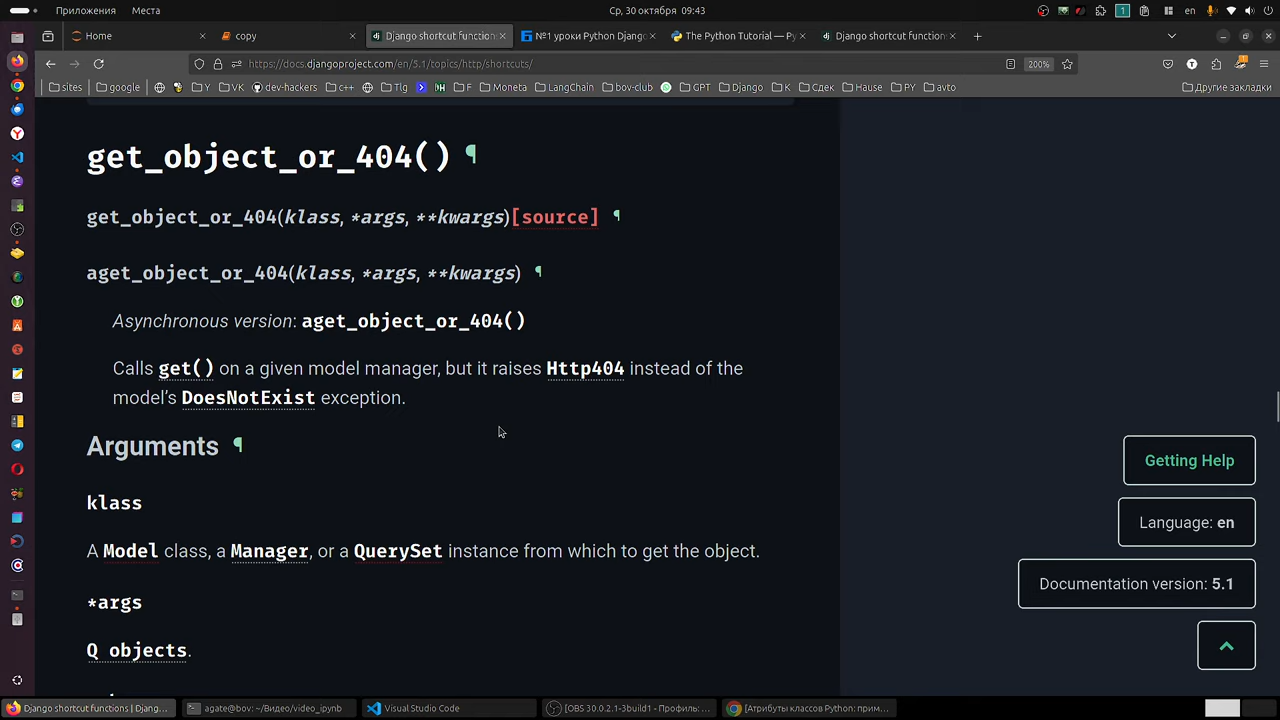 Приложения Места Ср, 30 октября 09:43 1 en
Home copy Django shortcut function №1 уроки Python Djang The Python Tutorial — Py Django shortcut function
https://docs.djangoproject.com/en/5.1/topics/http/shortcuts/ 200%
sites google Y VK dev-hackers c++ Tlg F Moneta LangChain bov-club GPT Django K Сдек Hause PY avto Другие закладки
get_object_or_404() ¶
get_object_or_404(klass, *args, **kwargs)[source] ¶
aget_object_or_404(klass, *args, **kwargs) ¶
Asynchronous version: aget_object_or_404()
Calls get() on a given model manager, but it raises Http404 instead of the
model’s DoesNotExist exception.
Arguments ¶
klass
A Model class, a Manager, or a QuerySet instance from which to get the object.
*args
Q objects.
Getting Help
Language: en
Documentation version: 5.1
Django shortcut functions | Djang... agate@bov: ~/Видео/video_ipynb Visual Studio Code [OBS 30.0.2.1-3build1 - Профиль: ... [Атрибуты классов Python: прим...